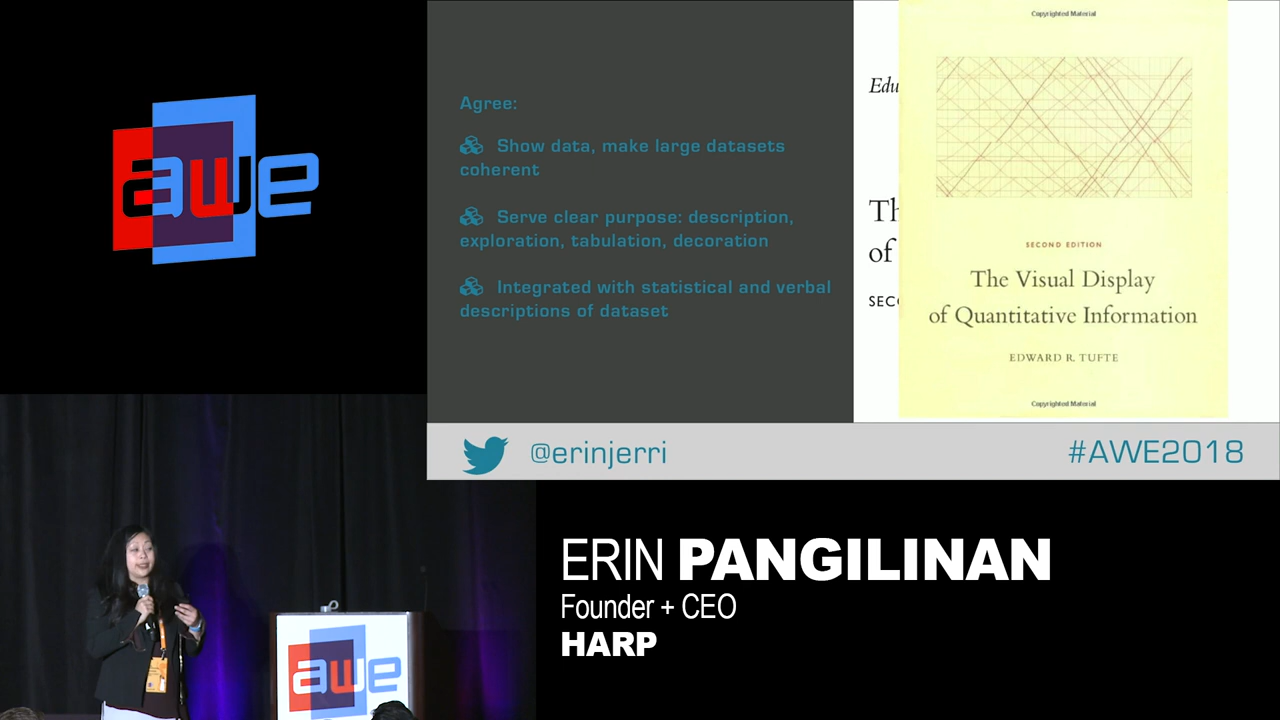 awe
Agree:
Show data, make large datasets
coherent
Serve clear purpose: description,
exploration, tabulation, decoration
Integrated with statistical and verbal
descriptions of dataset
Edu
Th
of
SEC
Copyrighted Material
SECOND EDITION
The Visual Display
of Quantitative Information
EDWARD R. TUFTE
Copyrighted Material
@erinjerri
#AWE2018
ERIN PANGILINAN
Founder + CEO
HARP
awe